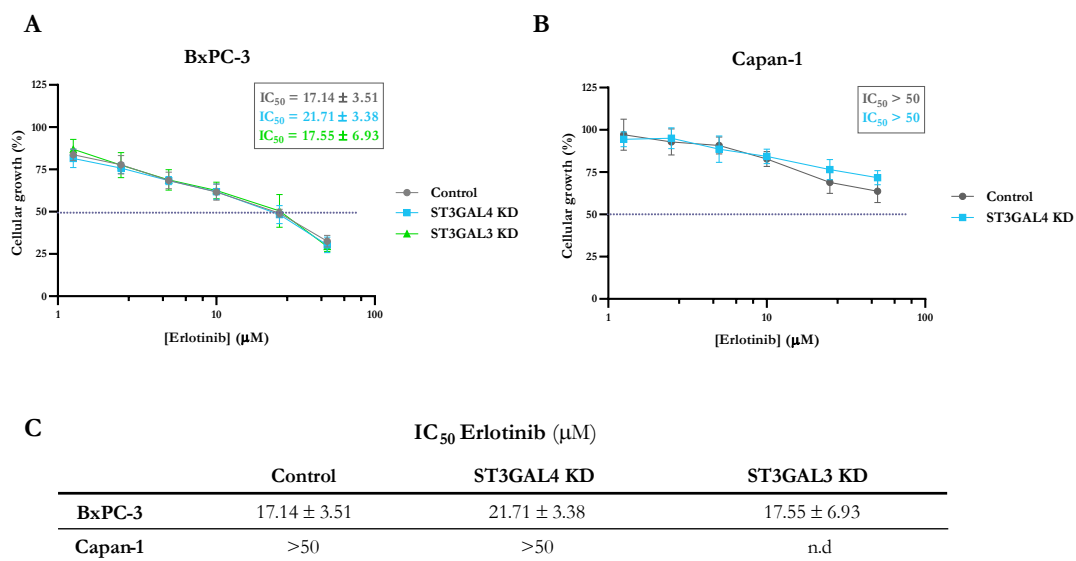 A
BxPC-3
125
100
75
50
25
0
1
10
100
Cellular growth (%)
[Erlotinib] (μM)
IC50 = 17.14 ± 3.51
IC50 = 21.71 ± 3.38
IC50 = 17.55 ± 6.93
Control
ST3GAL4 KD
ST3GAL3 KD
B
Capan-1
125
100
75
50
25
0
1
10
100
Cellular growth (%)
[Erlotinib] (μM)
IC50 > 50
IC50 > 50
Control
ST3GAL4 KD
C
IC50 Erlotinib (μM)
Control ST3GAL4 KD ST3GAL3 KD
BxPC-3 17.14 ± 3.51 21.71 ± 3.38 17.55 ± 6.93
Capan-1 >50 >50 n.d